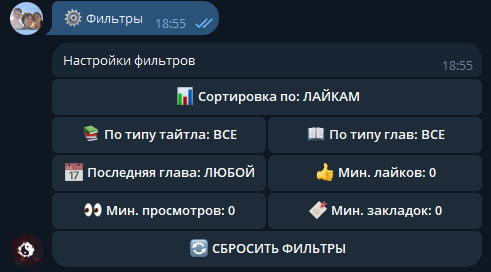 ⚙️ Фильтры 18:55
Настройки фильтров
18:55
📊 Сортировка по: ЛАЙКАМ
📚 По типу тайтла: ВСЕ
📖 По типу глав: ВСЕ
📅 Последняя глава: ЛЮБОЙ
👍 Мин. лайков: 0
👀 Мин. просмотров: 0
🔖 Мин. закладок: 0
🔄 СБРОСИТЬ ФИЛЬТРЫ